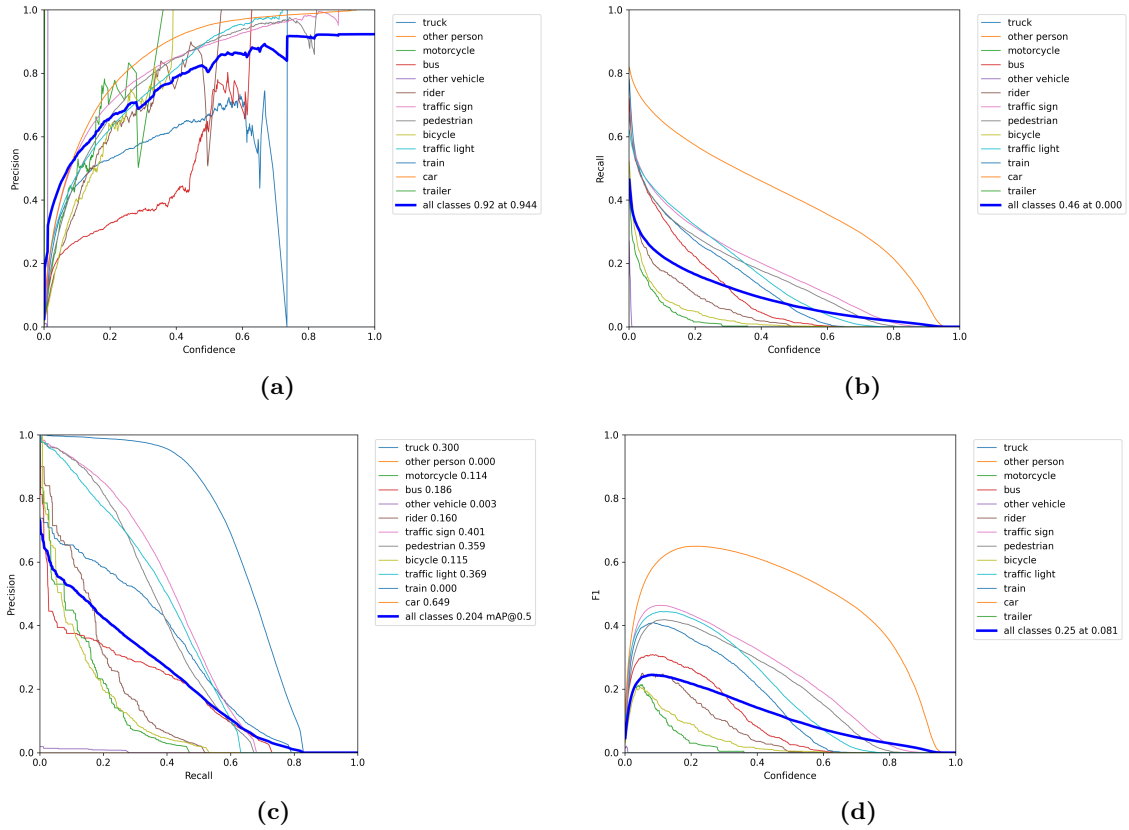 1.0
0.8
0.6
0.4
0.2
0.0
Precision
0.0 0.2 0.4 0.6 0.8 1.0
Confidence
truck
other person
motorcycle
bus
other vehicle
rider
traffic sign
pedestrian
bicycle
traffic light
train
car
trailer
all classes 0.92 at 0.944
(a)
1.0
0.8
0.6
0.4
0.2
0.0
Recall
0.0 0.2 0.4 0.6 0.8 1.0
Confidence
truck
other person
motorcycle
bus
other vehicle
rider
traffic sign
pedestrian
bicycle
traffic light
train
car
trailer
all classes 0.46 at 0.000
(b)
1.0
0.8
0.6
0.4
0.2
0.0
Precision
0.0 0.2 0.4 0.6 0.8 1.0
Recall
truck 0.300
other person 0.000
motorcycle 0.114
bus 0.186
other vehicle 0.003
rider 0.160
traffic sign 0.401
pedestrian 0.359
bicycle 0.115
traffic light 0.369
train 0.000
car 0.649
all classes 0.204 mAP@0.5
(c)
1.0
0.8
0.6
0.4
0.2
0.0
F1
0.0 0.2 0.4 0.6 0.8 1.0
Confidence
truck
other person
motorcycle
bus
other vehicle
rider
traffic sign
pedestrian
bicycle
traffic light
train
car
trailer
all classes 0.25 at 0.081
(d)